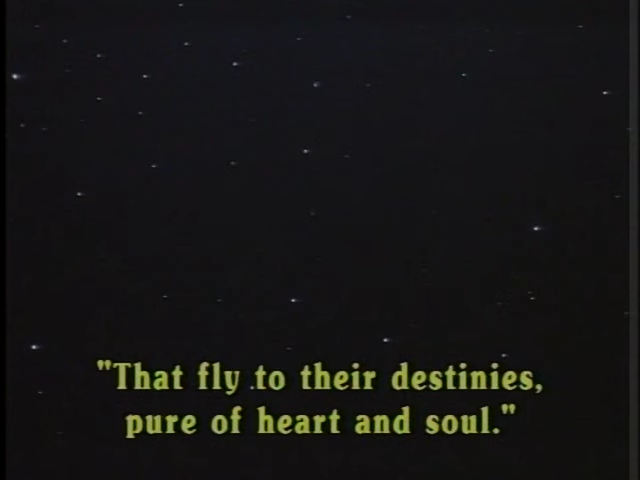 "That fly to their destinies,
pure of heart and soul."